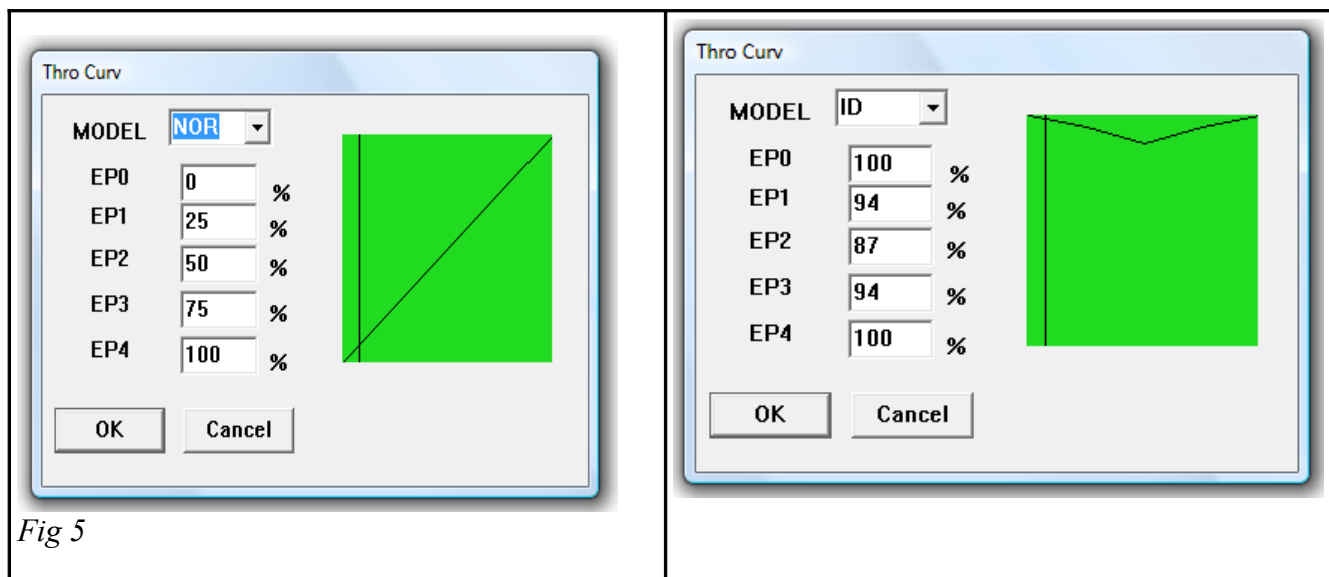 Thro Curv
MODEL NOR
EP0 0 %
EP1 25 %
EP2 50 %
EP3 75 %
EP4 100 %
OK Cancel
Fig 5
Thro Curv
MODEL ID
EP0 100 %
EP1 94 %
EP2 87 %
EP3 94 %
EP4 100 %
OK Cancel